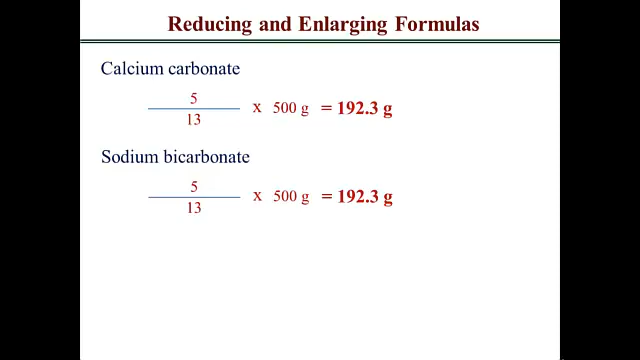 Reducing and Enlarging Formulas
Calcium carbonate
5
13
x 500 g = 192.3 g
Sodium bicarbonate
5
13
x 500 g = 192.3 g